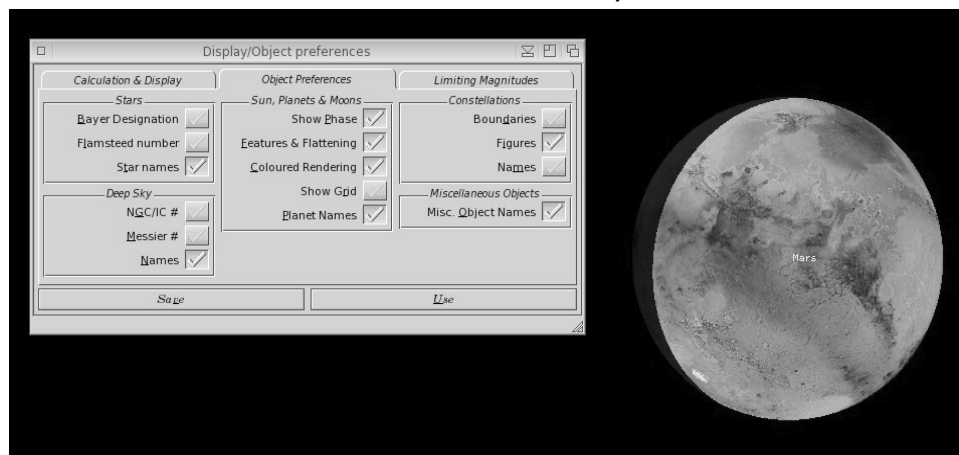 Display/Object preferences
Calculation & Display
Object Preferences
Limiting Magnitudes
Stars
Bayer Designation
Flamsteed number
Star names
Deep Sky
NGC/IC #
Messier #
Names
Sun, Planets & Moons
Show Phase
Features & Flattening
Coloured Rendering
Show Grid
Planet Names
Constellations
Boundaries
Figures
Names
Miscellaneous Objects
Misc. Object Names
Save
Use
Mars